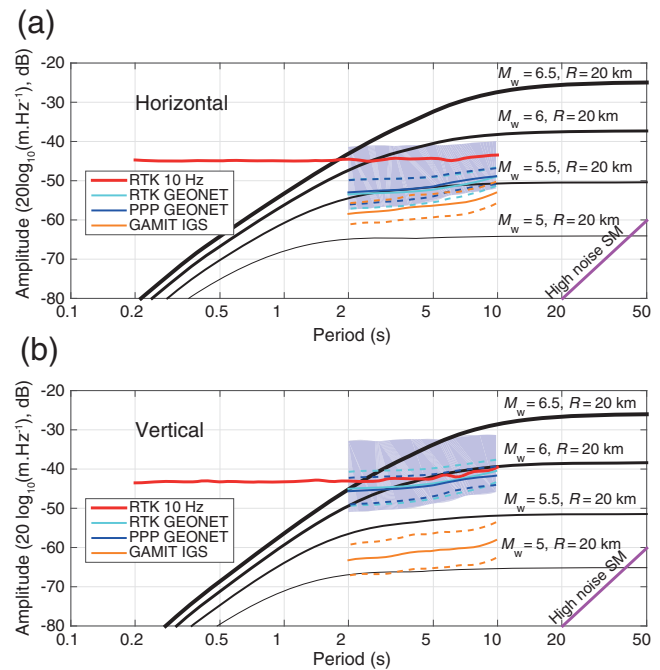 (a)
-20
-30
-40
-50
-60
-70
-80
Amplitude (20log10(m.Hz-1), dB)
Horizontal
Mw = 6.5, R = 20 km
Mw = 6, R = 20 km
Mw = 5.5, R = 20 km
Mw = 5, R = 20 km
High noise SM
RTK 10 Hz
RTK GEONET
PPP GEONET
GAMIT IGS
0.1 0.2 0.5 1 2 5 10 20 50
Period (s)
(b)
-20
-30
-40
-50
-60
-70
-80
Amplitude (20 log10(m.Hz-1), dB)
Vertical
Mw = 6.5, R = 20 km
Mw = 6, R = 20 km
Mw = 5.5, R = 20 km
Mw = 5, R = 20 km
High noise SM
RTK 10 Hz
RTK GEONET
PPP GEONET
GAMIT IGS
0.1 0.2 0.5 1 2 5 10 20 50
Period (s)